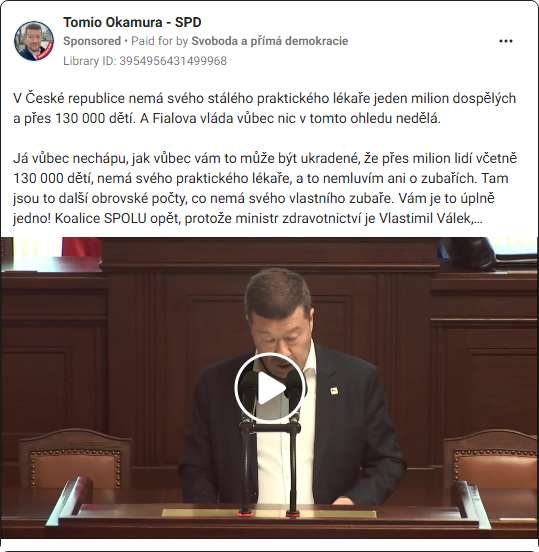 Tomio Okamura - SPD
Sponsored • Paid for by Svoboda a přímá demokracie
Library ID: 3954956431499968
V České republice nemá svého stálého praktického lékaře jeden milion dospělých
a přes 130 000 dětí. A Fialova vláda vůbec nic v tomto ohledu nedělá.
Já vůbec nechápu, jak vůbec vám to může být ukradené, že přes milion lidí včetně
130 000 dětí, nemá svého praktického lékaře, a to nemluvím ani o zubařích. Tam
jsou to další obrovské počty, co nemá svého vlastního zubaře. Vám je to úplně
jedno! Koalice SPOLU opět, protože ministr zdravotnictví je Vlastimil Válek,...